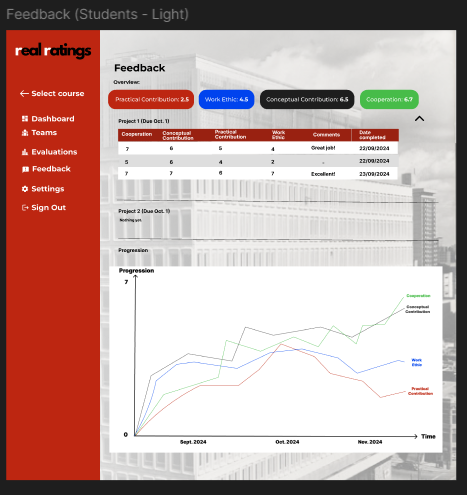 Feedback (Students - Light)
real ratings
Select course
Dashboard
Teams
Evaluations
Feedback
Settings
Sign Out
Feedback
Overview:
Practical Contribution: 2.5 Work Ethic: 4.5 Conceptual Contribution: 6.5 Cooperation: 6.7
Project 1 (Due Oct. 1)
Cooperation Conceptual Contribution Practical Contribution Work Ethic Comments Date completed
7 6 5 4 Great job! 22/09/2024
5 6 4 2 - 22/09/2024
7 7 6 7 Excellent! 23/09/2024
Project 2 (Due Oct. 1)
Nothing yet.
Progression
Progression
7
Cooperation
Conceptual
Contribution
Work
Ethic
Practical
Contribution
0
Time
Sept. 2024 Oct. 2024 Nov. 2024